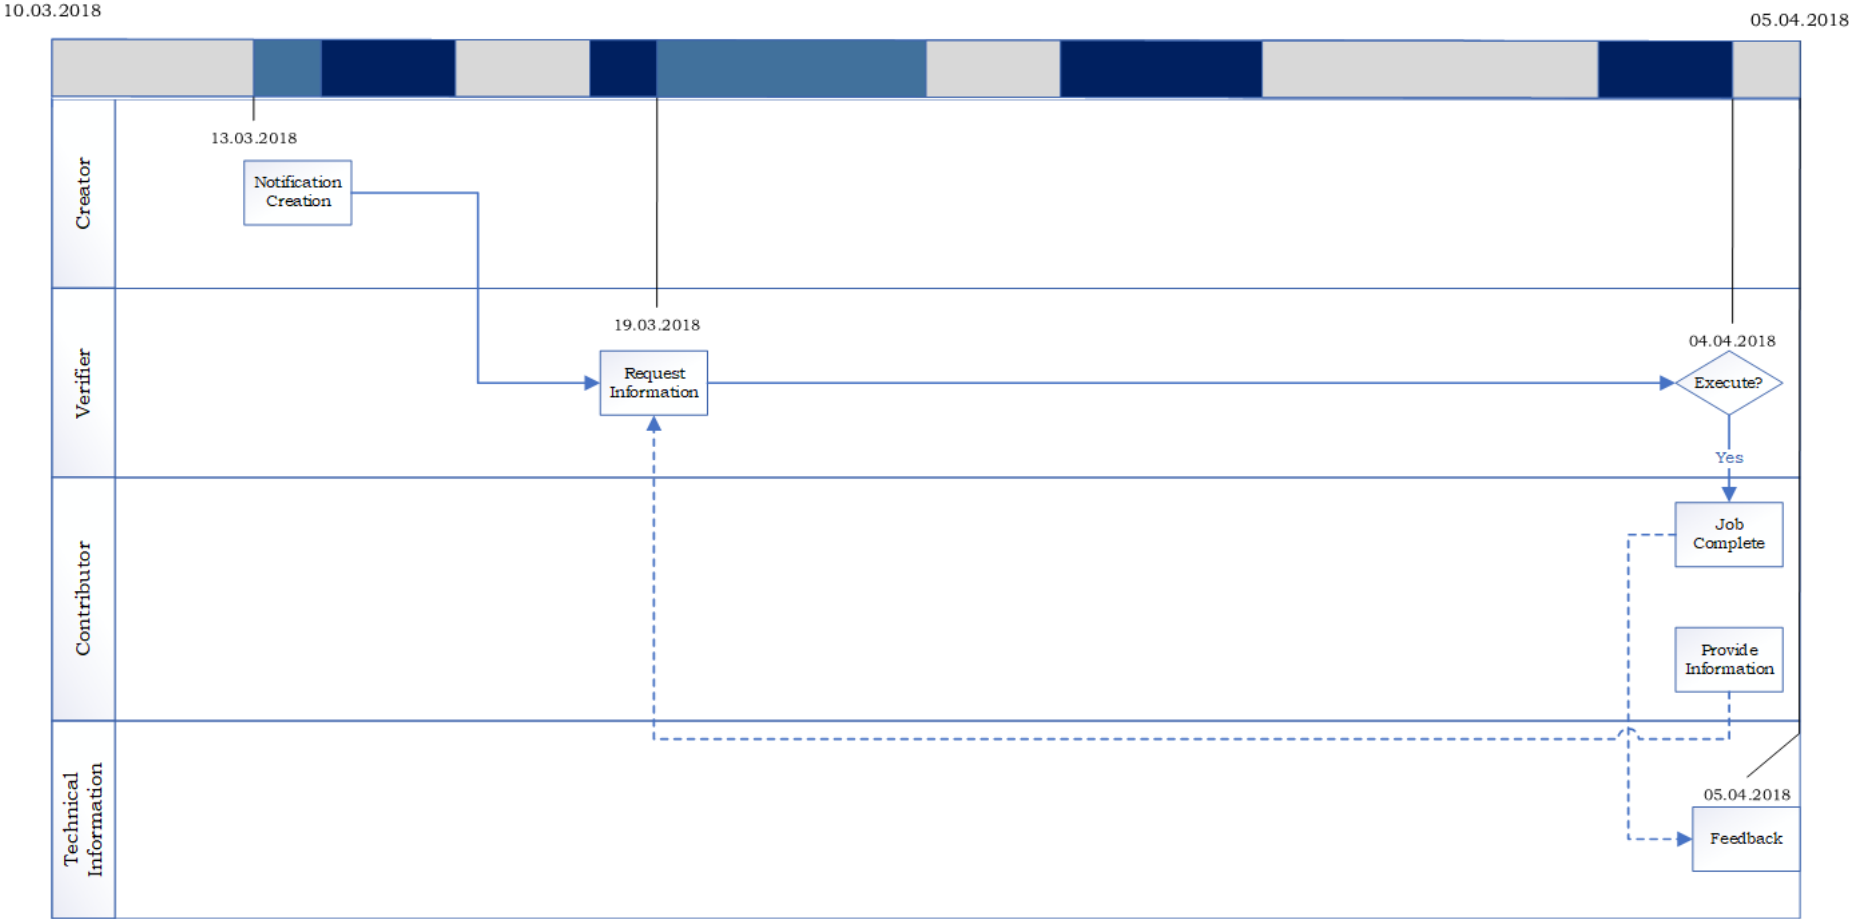 10.03.2018
05.04.2018
13.03.2018
Creator
Notification
Creation
19.03.2018
04.04.2018
Verifier
Request
Information
Execute?
Yes
Contributor
Job
Complete
Provide
Information
Technical
Information
05.04.2018
Feedback